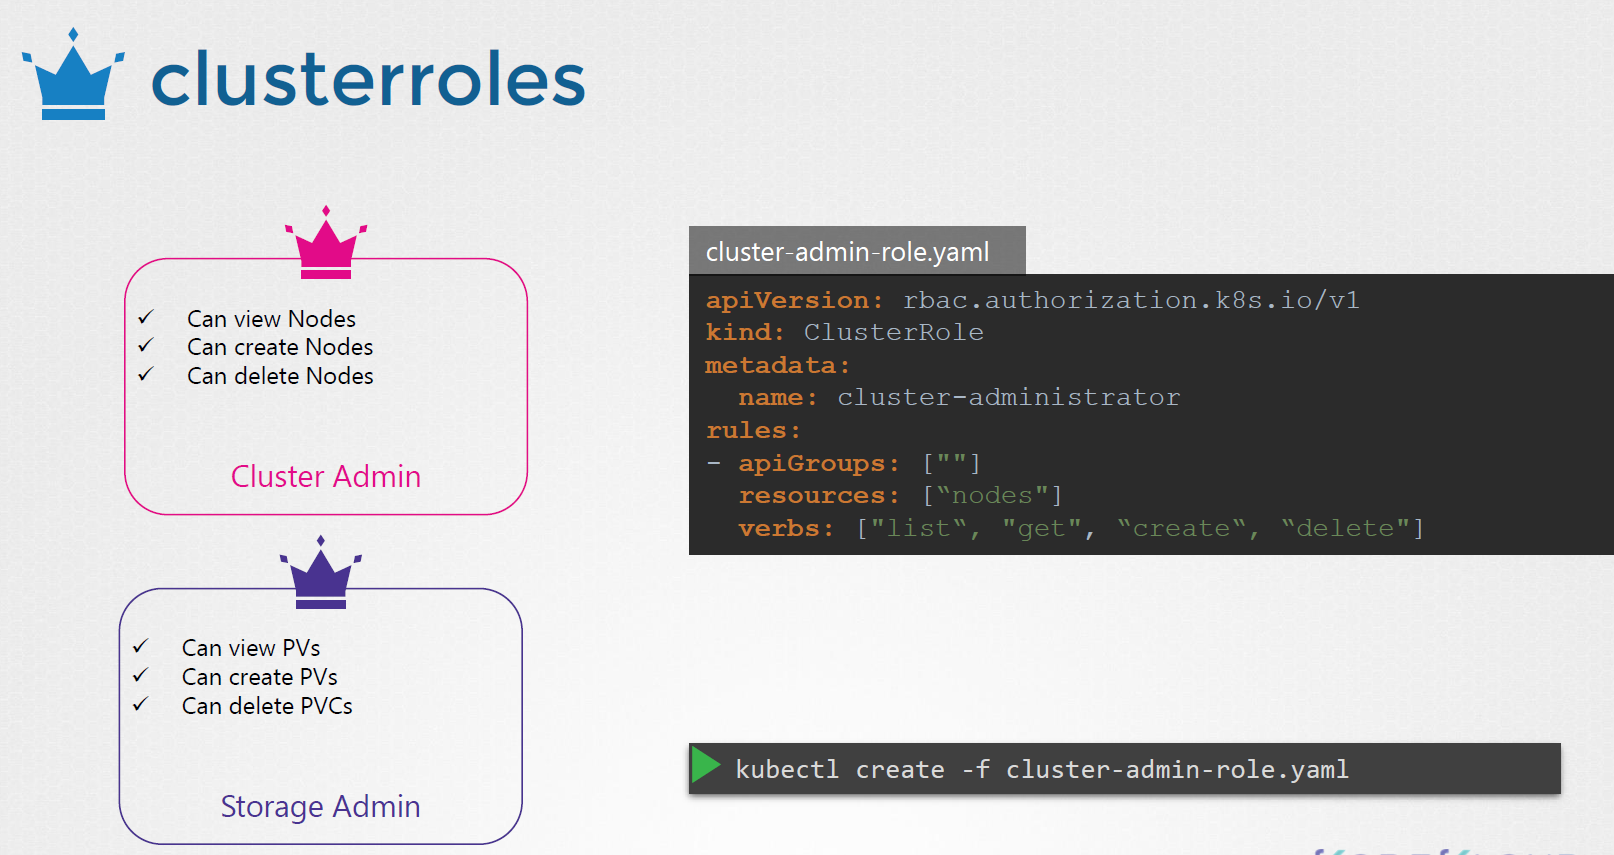 clusterroles
Can view Nodes
Can create Nodes
Can delete Nodes
Cluster Admin
Can view PVs
Can create PVs
Can delete PVCs
Storage Admin
cluster-admin-role.yaml
apiVersion: rbac.authorization.k8s.io/v1
kind: ClusterRole
metadata:
  name: cluster-administrator
rules:
- apiGroups: [""]
  resources: [“nodes"]
  verbs: ["list“, "get", “create“, “delete"]
kubectl create -f cluster-admin-role.yaml